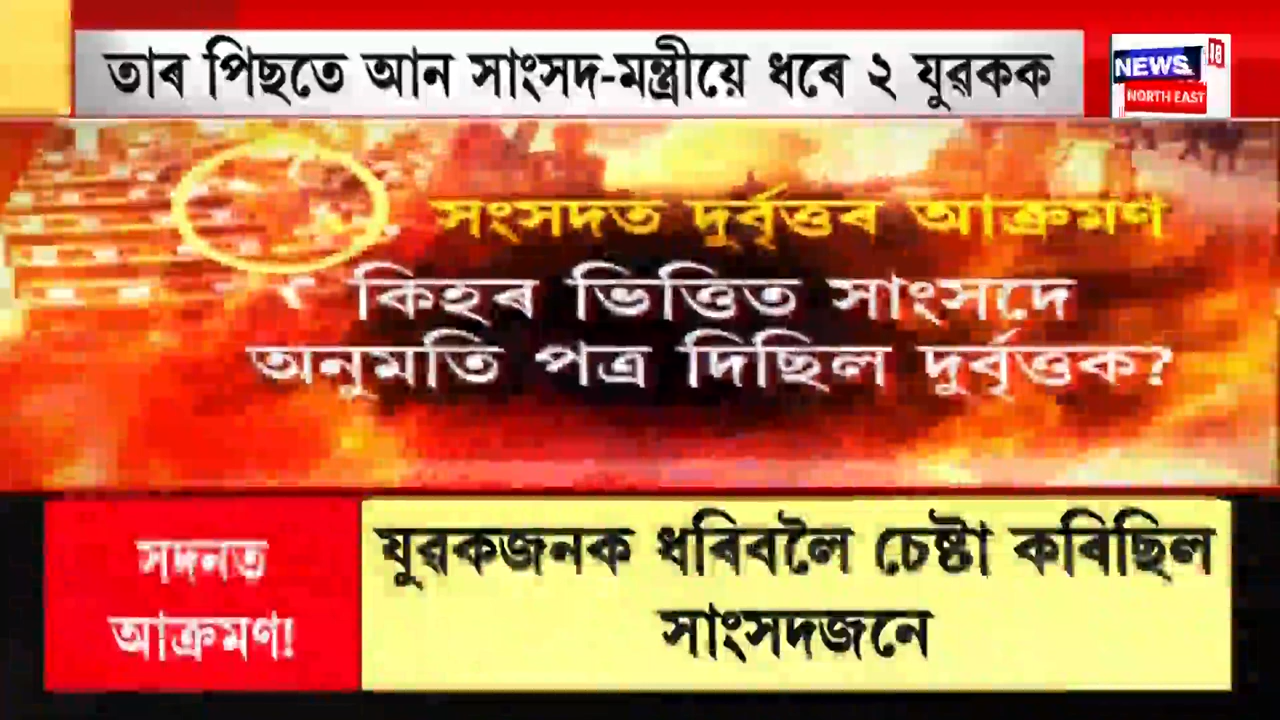 তাৰ পিছতে আন সাংসদ-মন্ত্ৰীয়ে ধৰে ২ যুৱকক
NEWS 18
NORTH EAST
সংসদত দুৰ্বৃত্তৰ আক্ৰমণ
কিহৰ ভিত্তিত সাংসদে
অনুমতি পত্ৰ দিছিল দুৰ্বৃত্তক?
সদনত
আক্ৰমণ!
যুৱকজনক ধৰিবলৈ চেষ্টা কৰিছিল
সাংসদজনে